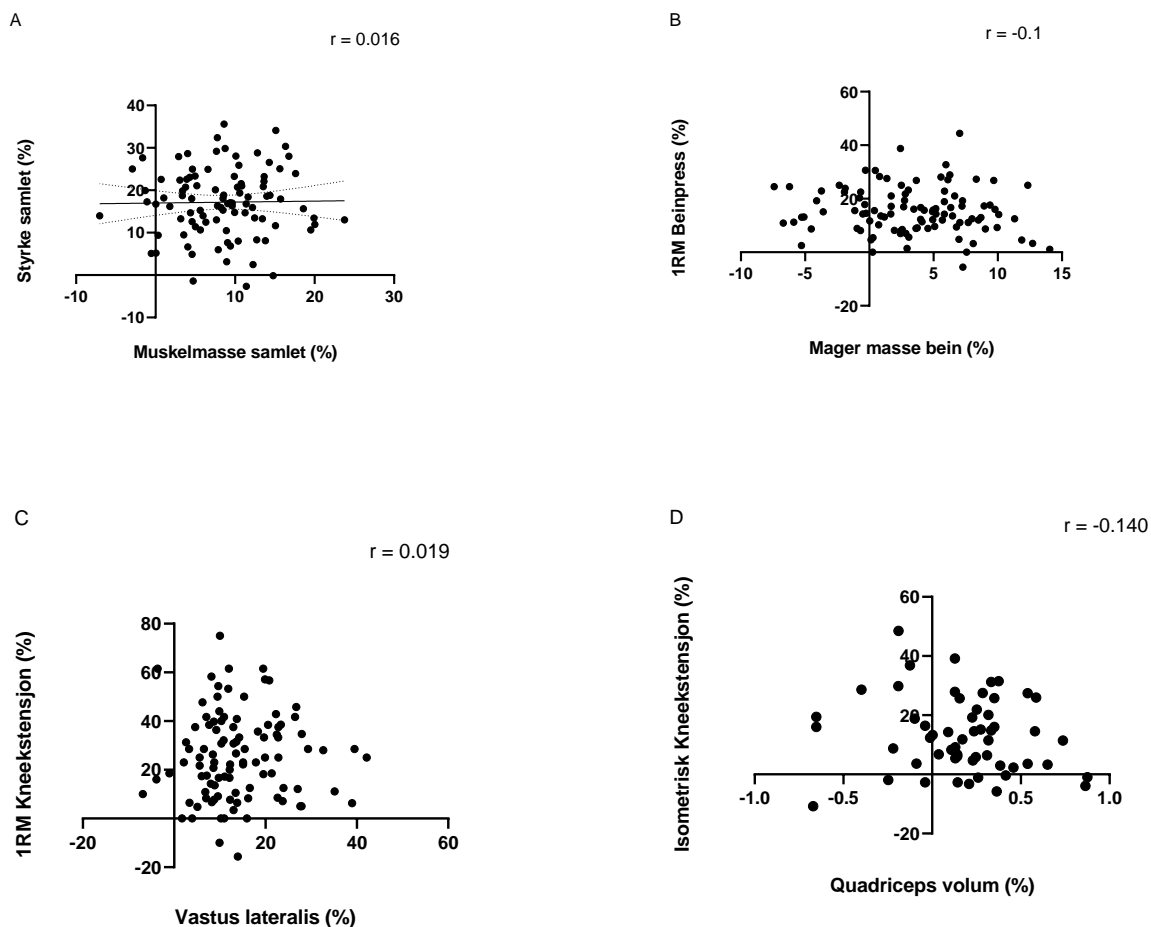 A
r = 0.016
40
30
20
10
-10
10
20
30
-10
Styrke samlet (%)
Muskelmasse samlet (%)
B
r = -0.1
60
40
20
-10
-5
5
10
15
-20
1RM Beinpress (%)
Mager masse bein (%)
C
r = 0.019
80
60
40
20
-20
20
40
60
-20
1RM Kneekstensjon (%)
Vastus lateralis (%)
D
r = -0.140
60
40
20
-1.0
-0.5
0.5
1.0
-20
Isometrisk Kneekstensjon (%)
Quadriceps volum (%)